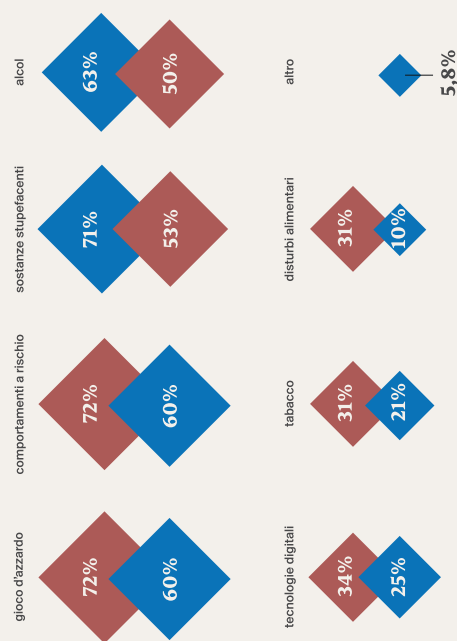 gioco d'azzardo
72%
60%
comportamenti a rischio
72%
60%
sostanze stupefacenti
71%
53%
alcol
63%
50%
tecnologie digitali
34%
25%
tabacco
31%
21%
disturbi alimentari
31%
10%
altro
5,8%